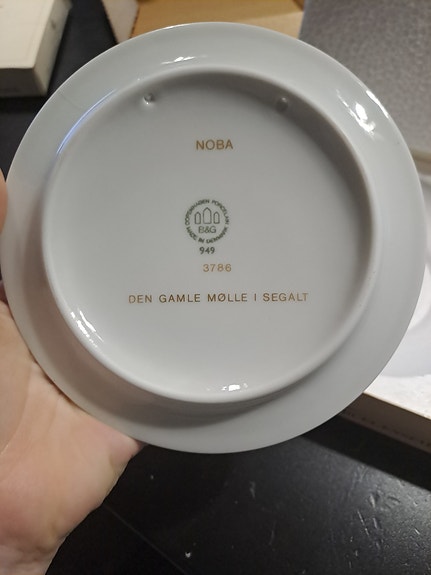 NOBA
COPENHAGEN PORCELAIN
B&G
MADE IN DENMARK
949
3786
DEN GAMLE MØLLE I SEGALT